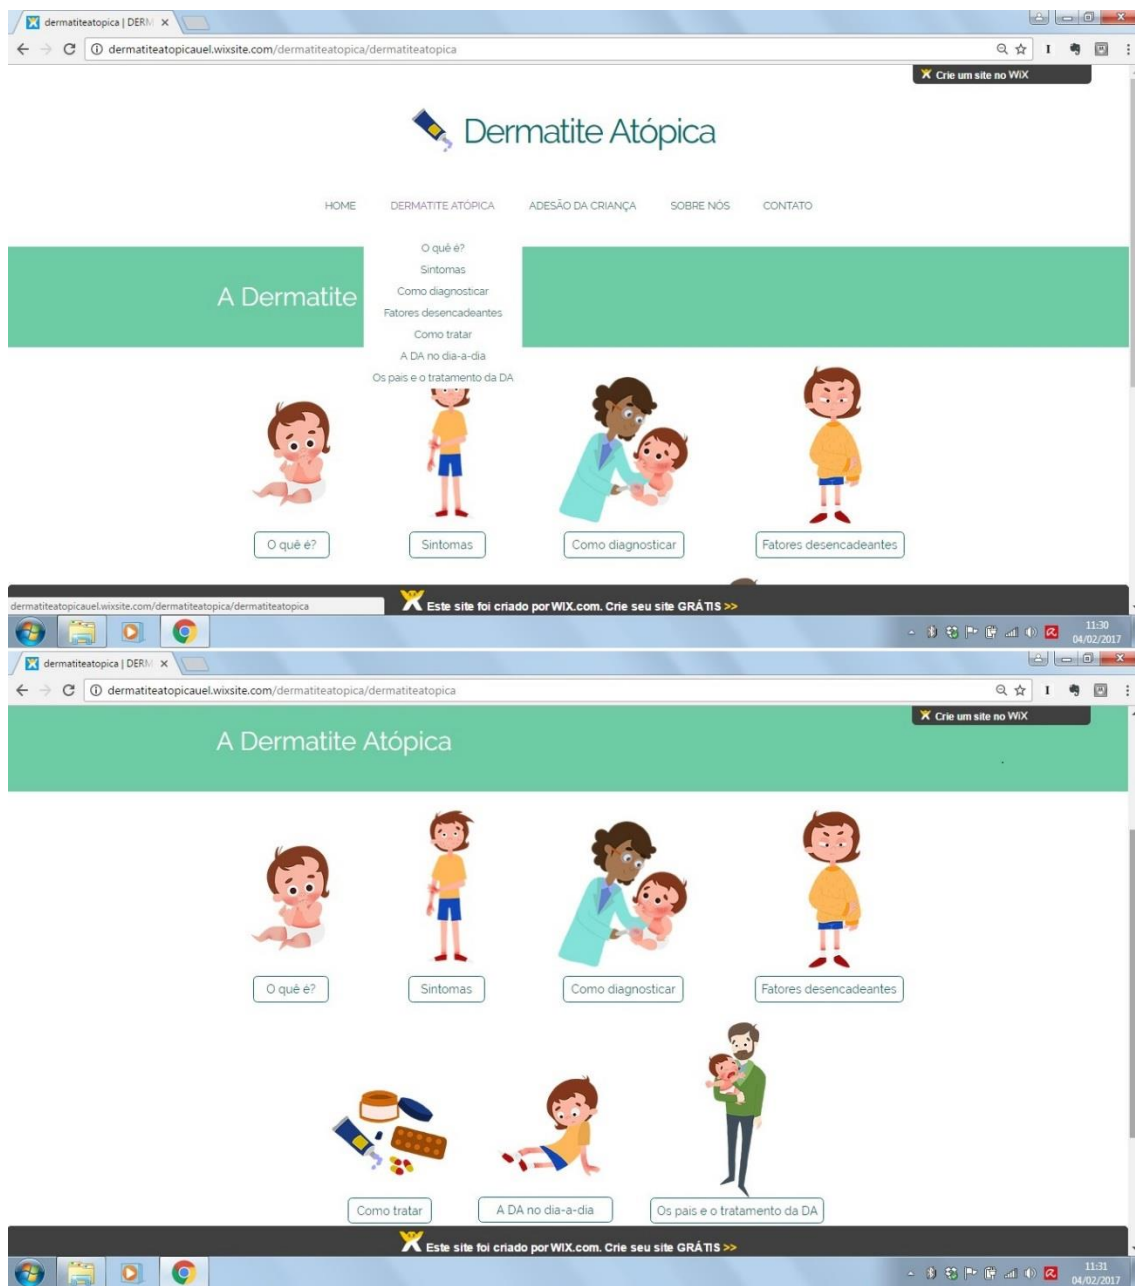 dermatiteatopica | DERM
dermatiteatopicauel.wixsite.com/dermatiteatopica/dermatiteatopica
Crie um site no WiX
Dermatite Atópica
HOME DERMATITE ATÓPICA ADESÃO DA CRIANÇA SOBRE NÓS CONTATO
O quê é?
Sintomas
Como diagnosticar
Fatores desencadeantes
Como tratar
A DA no dia-a-dia
Os pais e o tratamento da DA
A Dermatite
O quê é? Sintomas Como diagnosticar Fatores desencadeantes
dermatiteatopicauel.wixsite.com/dermatiteatopica/dermatiteatopica
Este site foi criado por WIX.com. Crie seu site GRÁTIS >>
11:30
04/02/2017
dermatiteatopica | DERM
dermatiteatopicauel.wixsite.com/dermatiteatopica/dermatiteatopica
Crie um site no WiX
A Dermatite Atópica
O quê é? Sintomas Como diagnosticar Fatores desencadeantes
Como tratar A DA no dia-a-dia Os pais e o tratamento da DA
Este site foi criado por WIX.com. Crie seu site GRÁTIS >>
11:31
04/02/2017